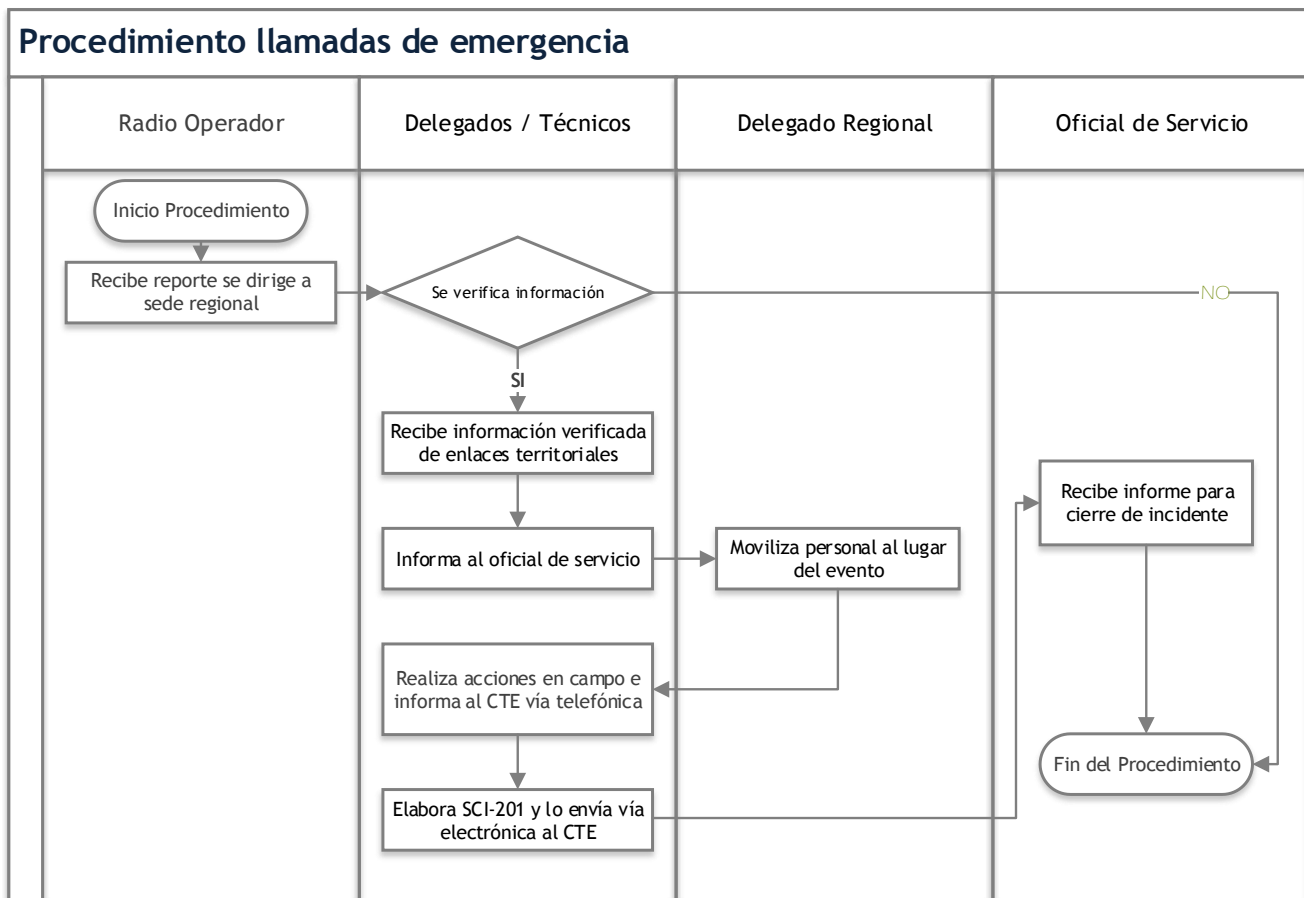 Procedimiento llamadas de emergencia
Radio Operador
Delegados / Técnicos
Delegado Regional
Oficial de Servicio
Inicio Procedimiento
Recibe reporte se dirige a
sede regional
Se verifica información
NO
SI
Recibe información verificada
de enlaces territoriales
Informa al oficial de servicio
Moviliza personal al lugar
del evento
Realiza acciones en campo e
informa al CTE vía telefónica
Elabora SCI-201 y lo envía vía
electrónica al CTE
Recibe informe para
cierre de incidente
Fin del Procedimiento